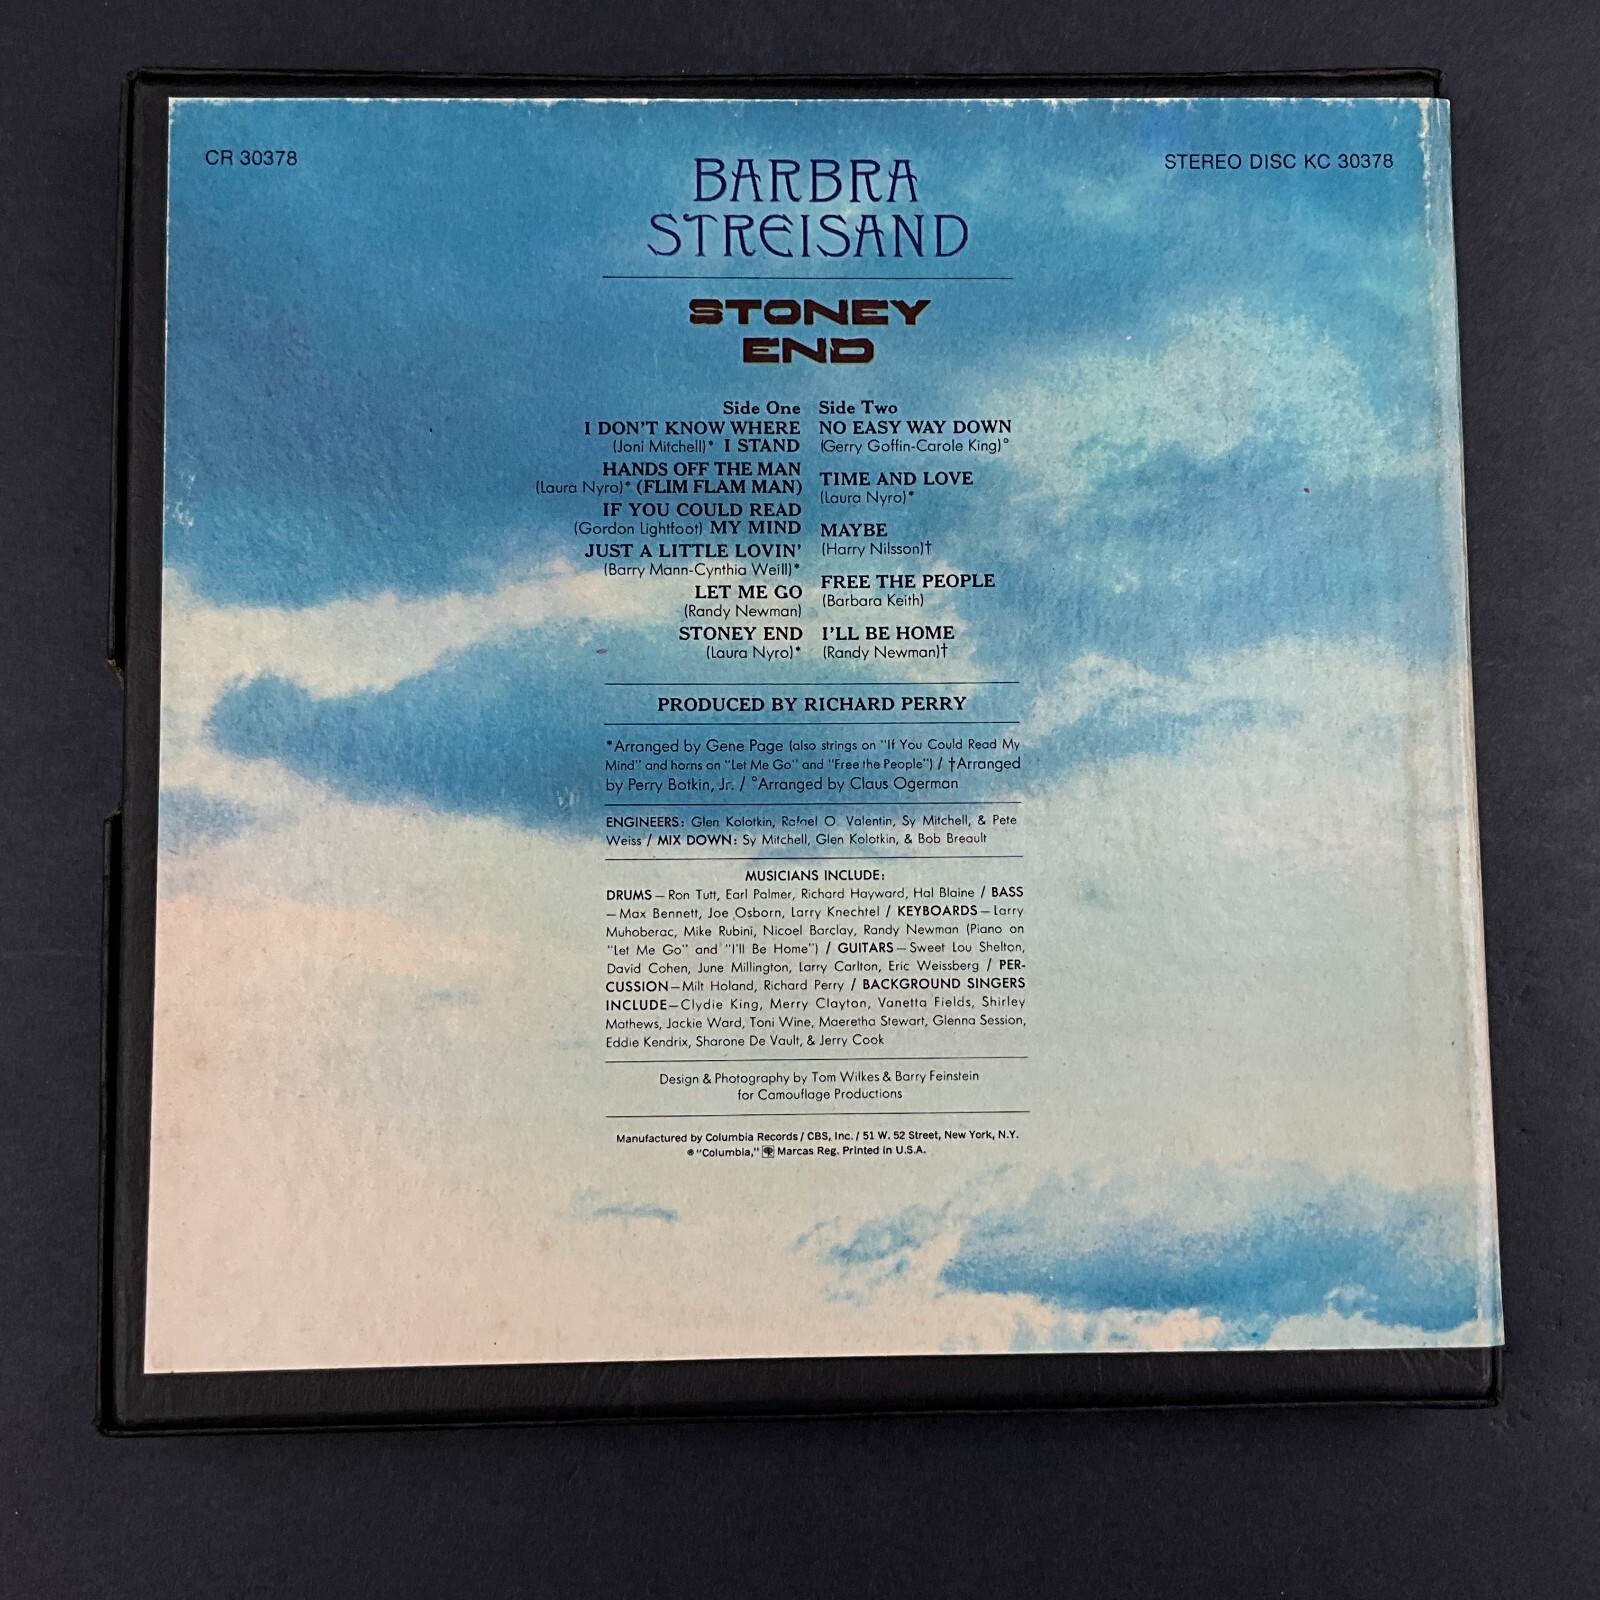 CR 30378
STEREO DISC KC 30378
BARBRA
STREISAND
STONEY
END
Side One
I DON'T KNOW WHERE
(Joni Mitchell)* I STAND
HANDS OFF THE MAN
(Laura Nyro)* (FLIM FLAM MAN)
IF YOU COULD READ
(Gordon Lightfoot) MY MIND
JUST A LITTLE LOVIN'
(Barry Mann-Cynthia Weill)*
LET ME GO
(Randy Newman)
STONEY END
(Laura Nyro)*
Side Two
NO EASY WAY DOWN
(Gerry Goffin-Carole King)°
TIME AND LOVE
(Laura Nyro)*
MAYBE
(Harry Nilsson)†
FREE THE PEOPLE
(Barbara Keith)
I'LL BE HOME
(Randy Newman)†
PRODUCED BY RICHARD PERRY
*Arranged by Gene Page (also strings on "If You Could Read My
Mind" and horns on "Let Me Go" and "Free the People") / †Arranged
by Perry Botkin, Jr. / °Arranged by Claus Ogerman
ENGINEERS: Glen Kolotkin, Rafael O. Valentin, Sy Mitchell, & Pete
Weiss / MIX DOWN: Sy Mitchell, Glen Kolotkin, & Bob Breault
MUSICIANS INCLUDE:
DRUMS—Ron Tutt, Earl Palmer, Richard Hayward, Hal Blaine / BASS
—Max Bennett, Joe Osborn, Larry Knechtel / KEYBOARDS—Larry
Muhoberac, Mike Rubini, Nicoel Barclay, Randy Newman (Piano on
"Let Me Go" and "I'll Be Home") / GUITARS—Sweet Lou Shelton,
David Cohen, June Millington, Larry Carlton, Eric Weissberg / PER-
CUSSION—Milt Holand, Richard Perry / BACKGROUND SINGERS
INCLUDE—Clydie King, Merry Clayton, Vanetta Fields, Shirley
Mathews, Jackie Ward, Toni Wine, Maeretha Stewart, Glenna Session,
Eddie Kendrix, Sharone De Vault, & Jerry Cook
Design & Photography by Tom Wilkes & Barry Feinstein
for Camouflage Productions
Manufactured by Columbia Records / CBS, Inc. / 51 W. 52 Street, New York, N.Y.
® "Columbia," Marcas Reg. Printed in U.S.A.